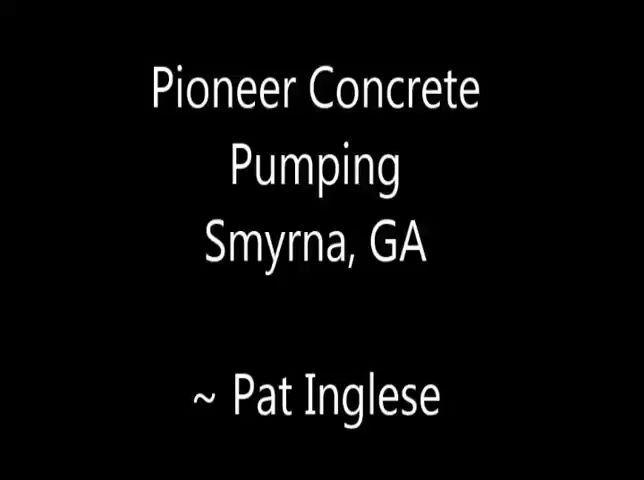 Pioneer Concrete
Pumping
Smyrna, GA
~ Pat Inglese